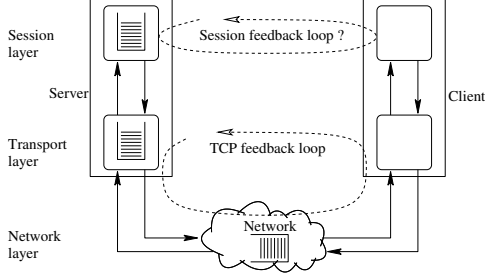 Session
layer
Session feedback loop ?
Server
Client
Transport
layer
TCP feedback loop
Network
Network
layer